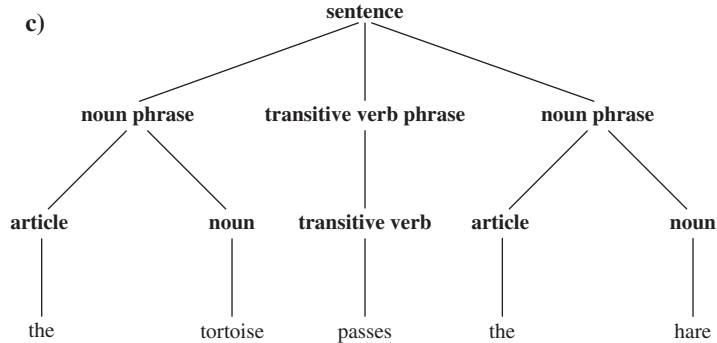 c)
sentence
noun phrase transitive verb phrase noun phrase
article noun transitive verb article noun
the tortoise passes the hare